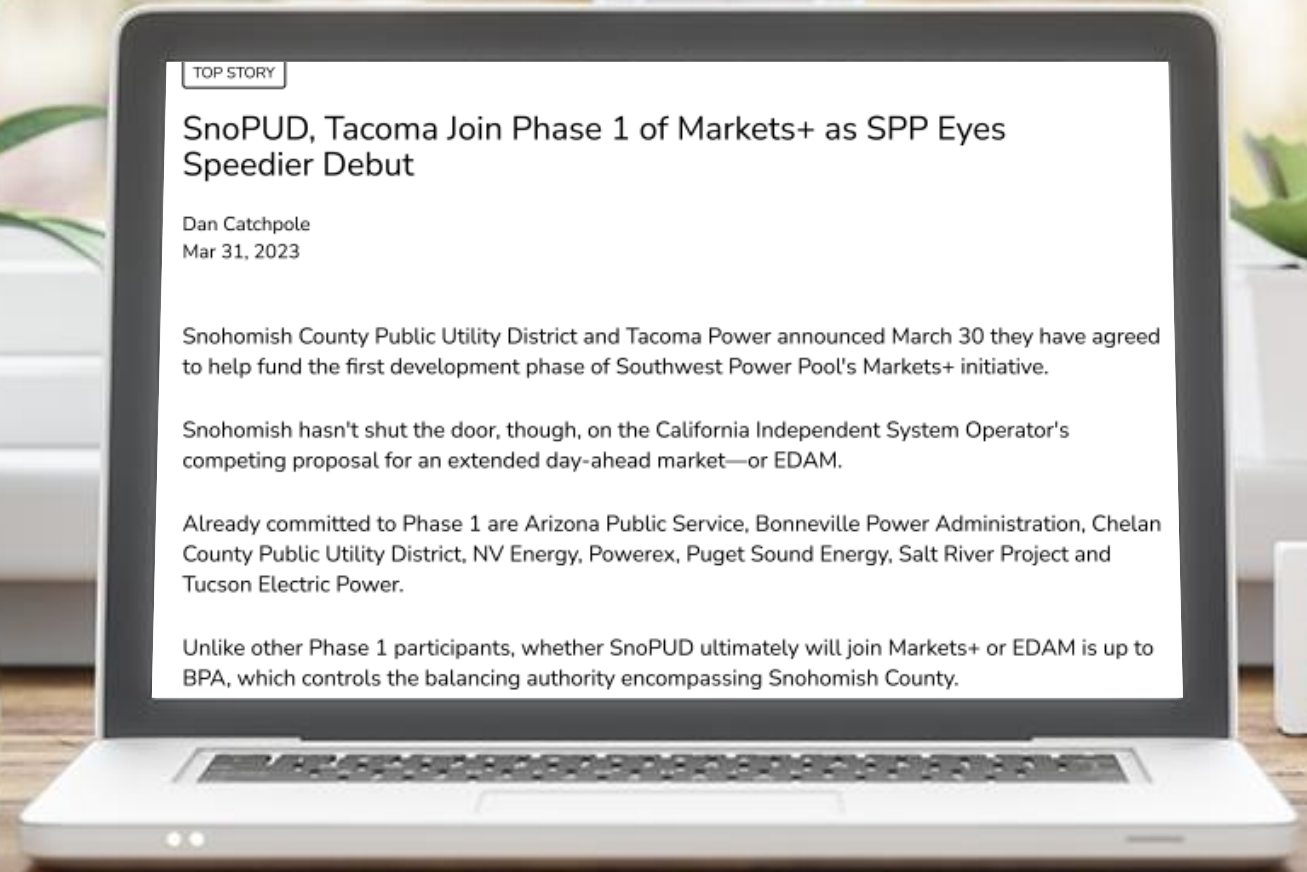 TOP STORY
SnoPUD, Tacoma Join Phase 1 of Markets+ as SPP Eyes
Speedier Debut
Dan Catchpole
Mar 31, 2023
Snohomish County Public Utility District and Tacoma Power announced March 30 they have agreed
to help fund the first development phase of Southwest Power Pool's Markets+ initiative.
Snohomish hasn't shut the door, though, on the California Independent System Operator's
competing proposal for an extended day-ahead market—or EDAM.
Already committed to Phase 1 are Arizona Public Service, Bonneville Power Administration, Chelan
County Public Utility District, NV Energy, Powerex, Puget Sound Energy, Salt River Project and
Tucson Electric Power.
Unlike other Phase 1 participants, whether SnoPUD ultimately will join Markets+ or EDAM is up to
BPA, which controls the balancing authority encompassing Snohomish County.